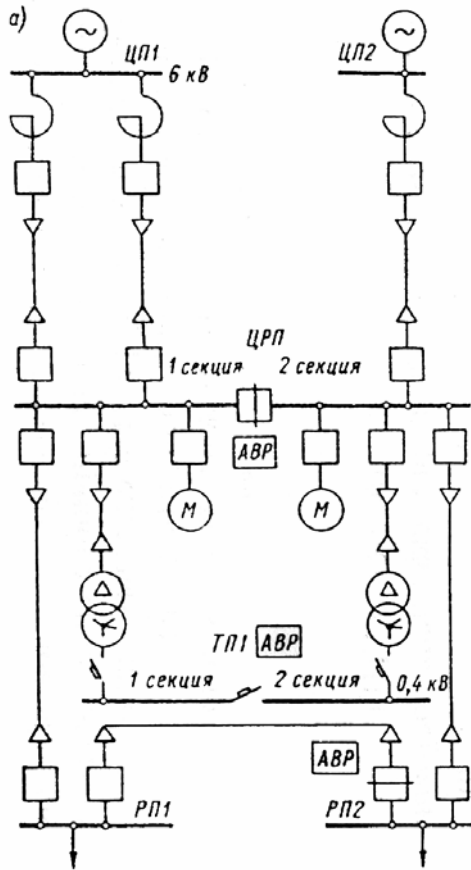 а)
ЦП1
6 кВ
ЦП2
ЦРП
1 секция
2 секция
АВР
М
М
ТП1 АВР
1 секция
2 секция
0,4 кВ
АВР
РП1
РП2